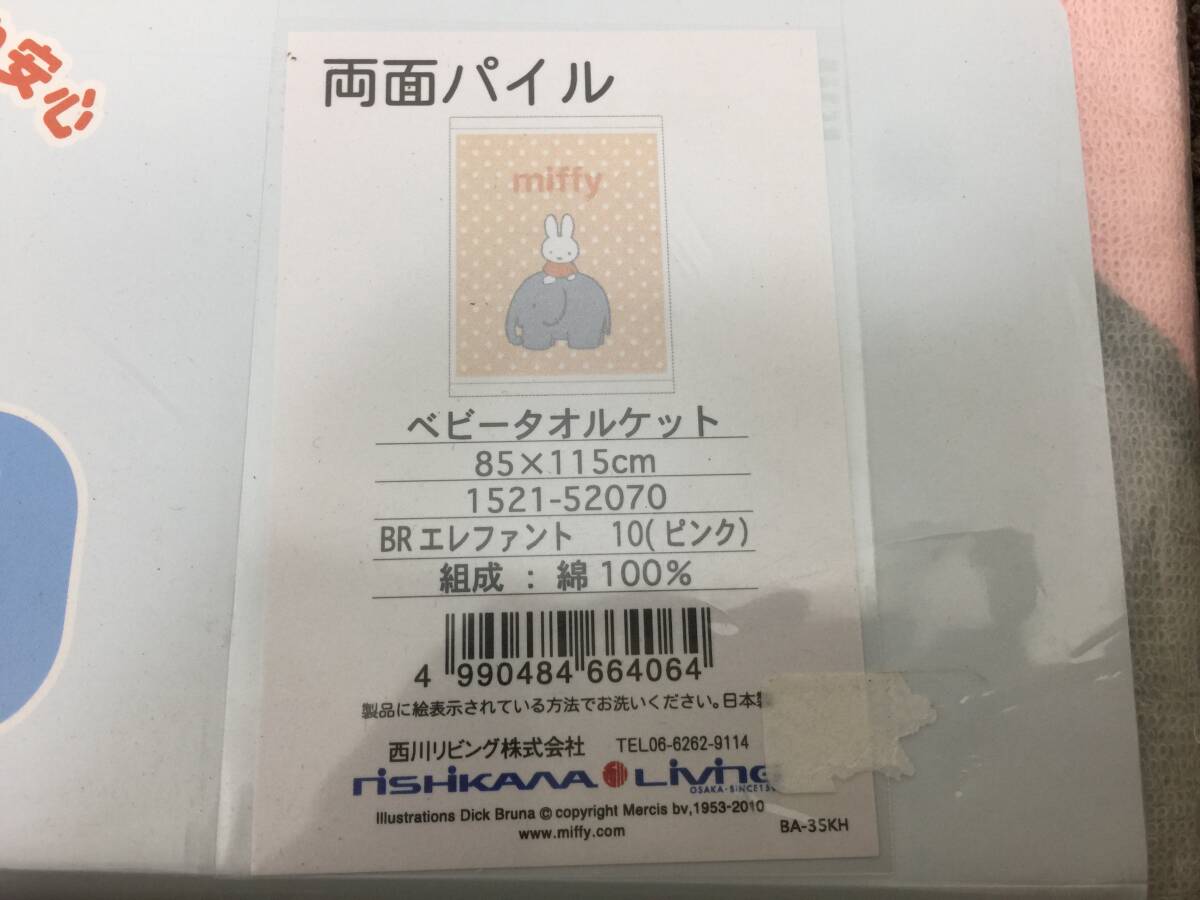 安心
両面パイル
miffy
ベビータオルケット
85×115cm
1521-52070
BRエレファント 10(ピンク)
組成 : 綿100%
4 990484 664064
製品に絵表示されている方法でお洗いください。日本製
西川リビング株式会社 TEL06-6262-9114
nishikawa Living
OSAKA·SINCE15
Illustrations Dick Bruna © copyright Mercis bv,1953-2010
www.miffy.com
BA-35KH